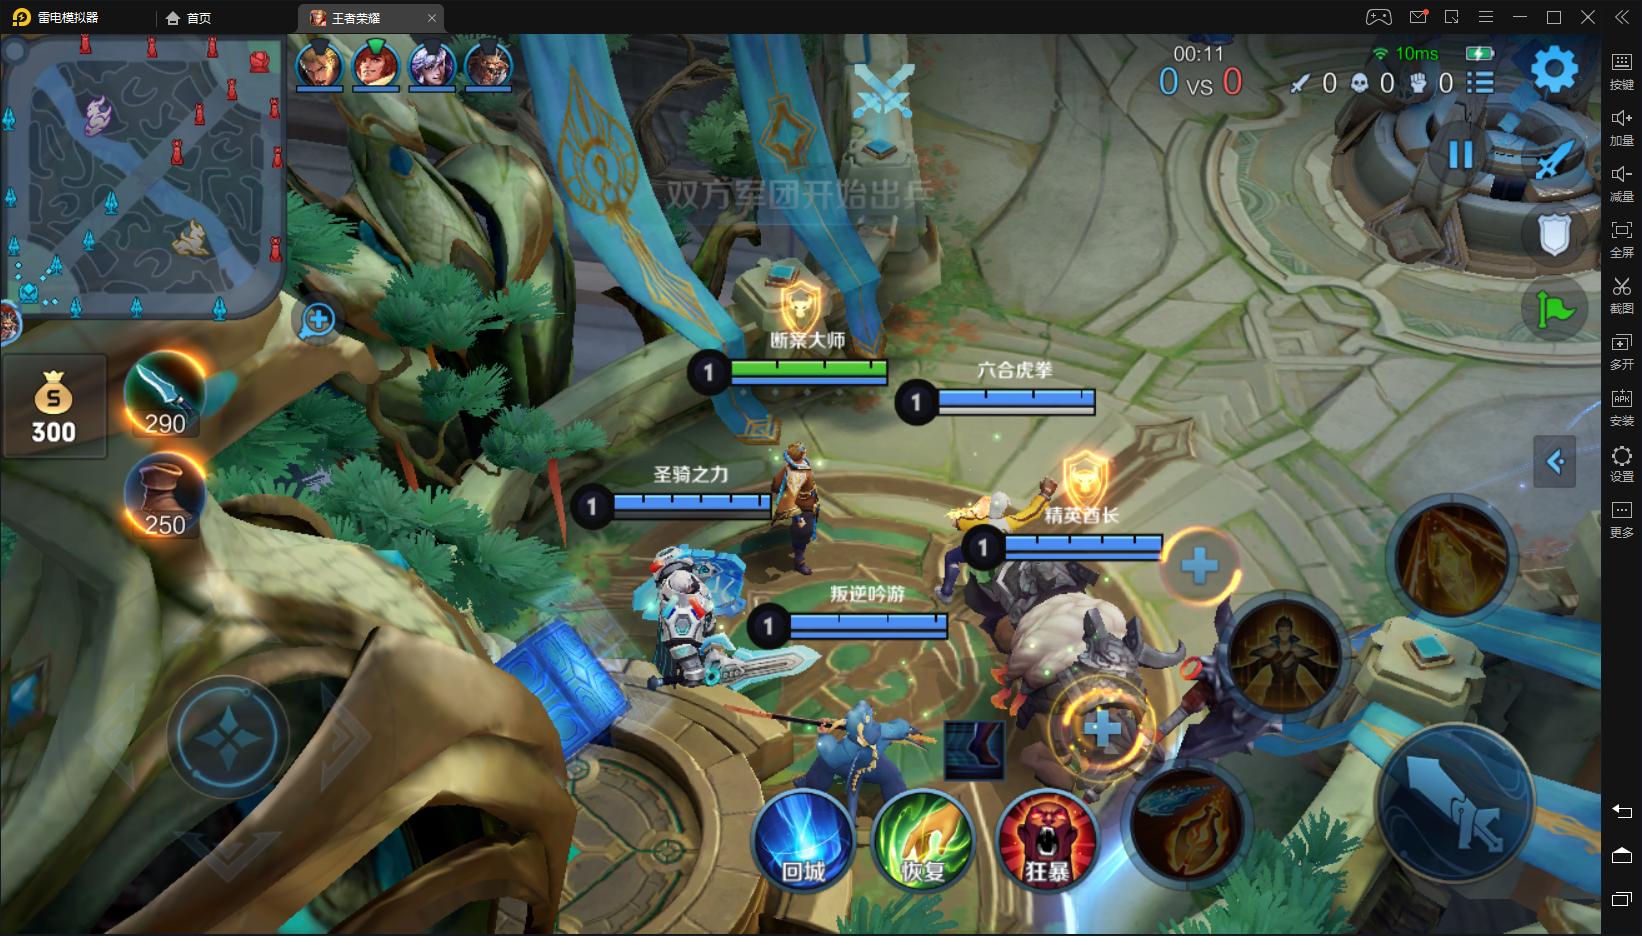 雷电模拟器
首页
王者荣耀
00:11
10ms
0 VS 0
0
0
0
按键
加量
减量
全屏
截图
多开
APK
安装
设置
更多
双方军团开始出兵
断案大师
1
六合虎拳
1
圣骑之力
1
精英酋长
1
叛逆吟游
1
S
300
290
250
回城
恢复
狂暴